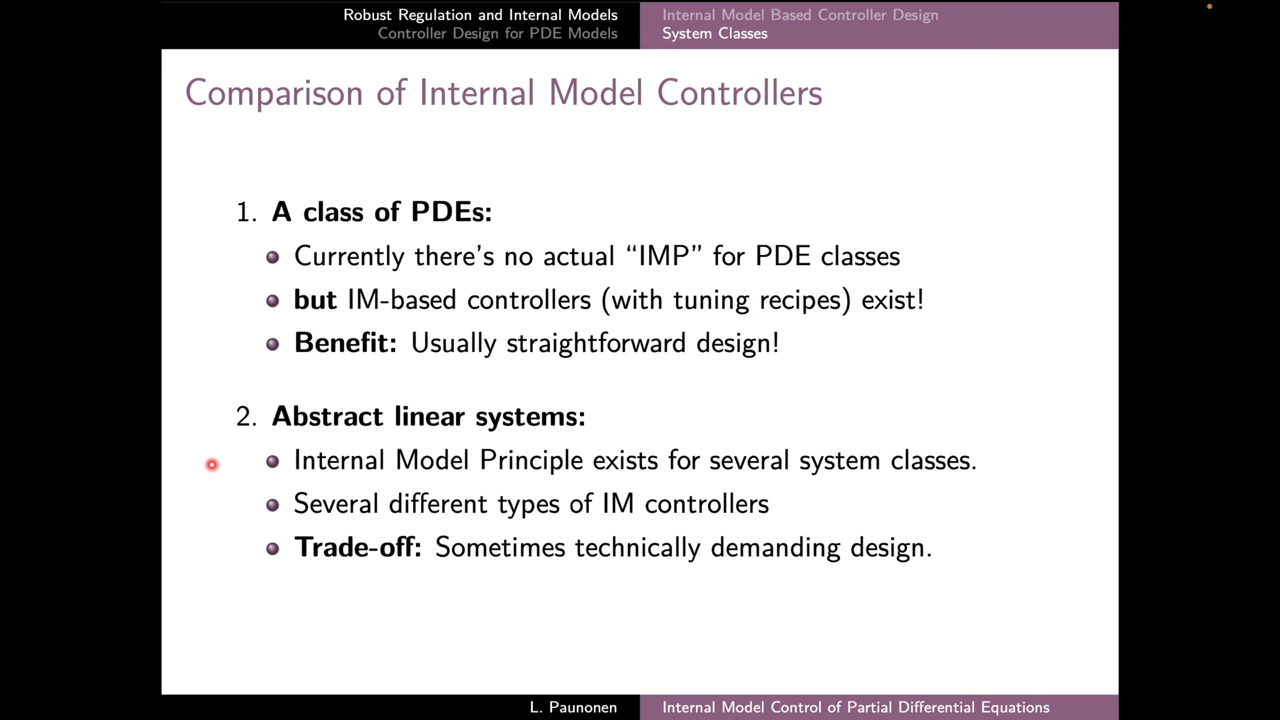 Robust Regulation and Internal Models
Controller Design for PDE Models
Internal Model Based Controller Design
System Classes
Comparison of Internal Model Controllers
1. A class of PDEs:
Currently there's no actual “IMP” for PDE classes
but IM-based controllers (with tuning recipes) exist!
Benefit: Usually straightforward design!
2. Abstract linear systems:
Internal Model Principle exists for several system classes.
Several different types of IM controllers
Trade-off: Sometimes technically demanding design.
L. Paunonen
Internal Model Control of Partial Differential Equations